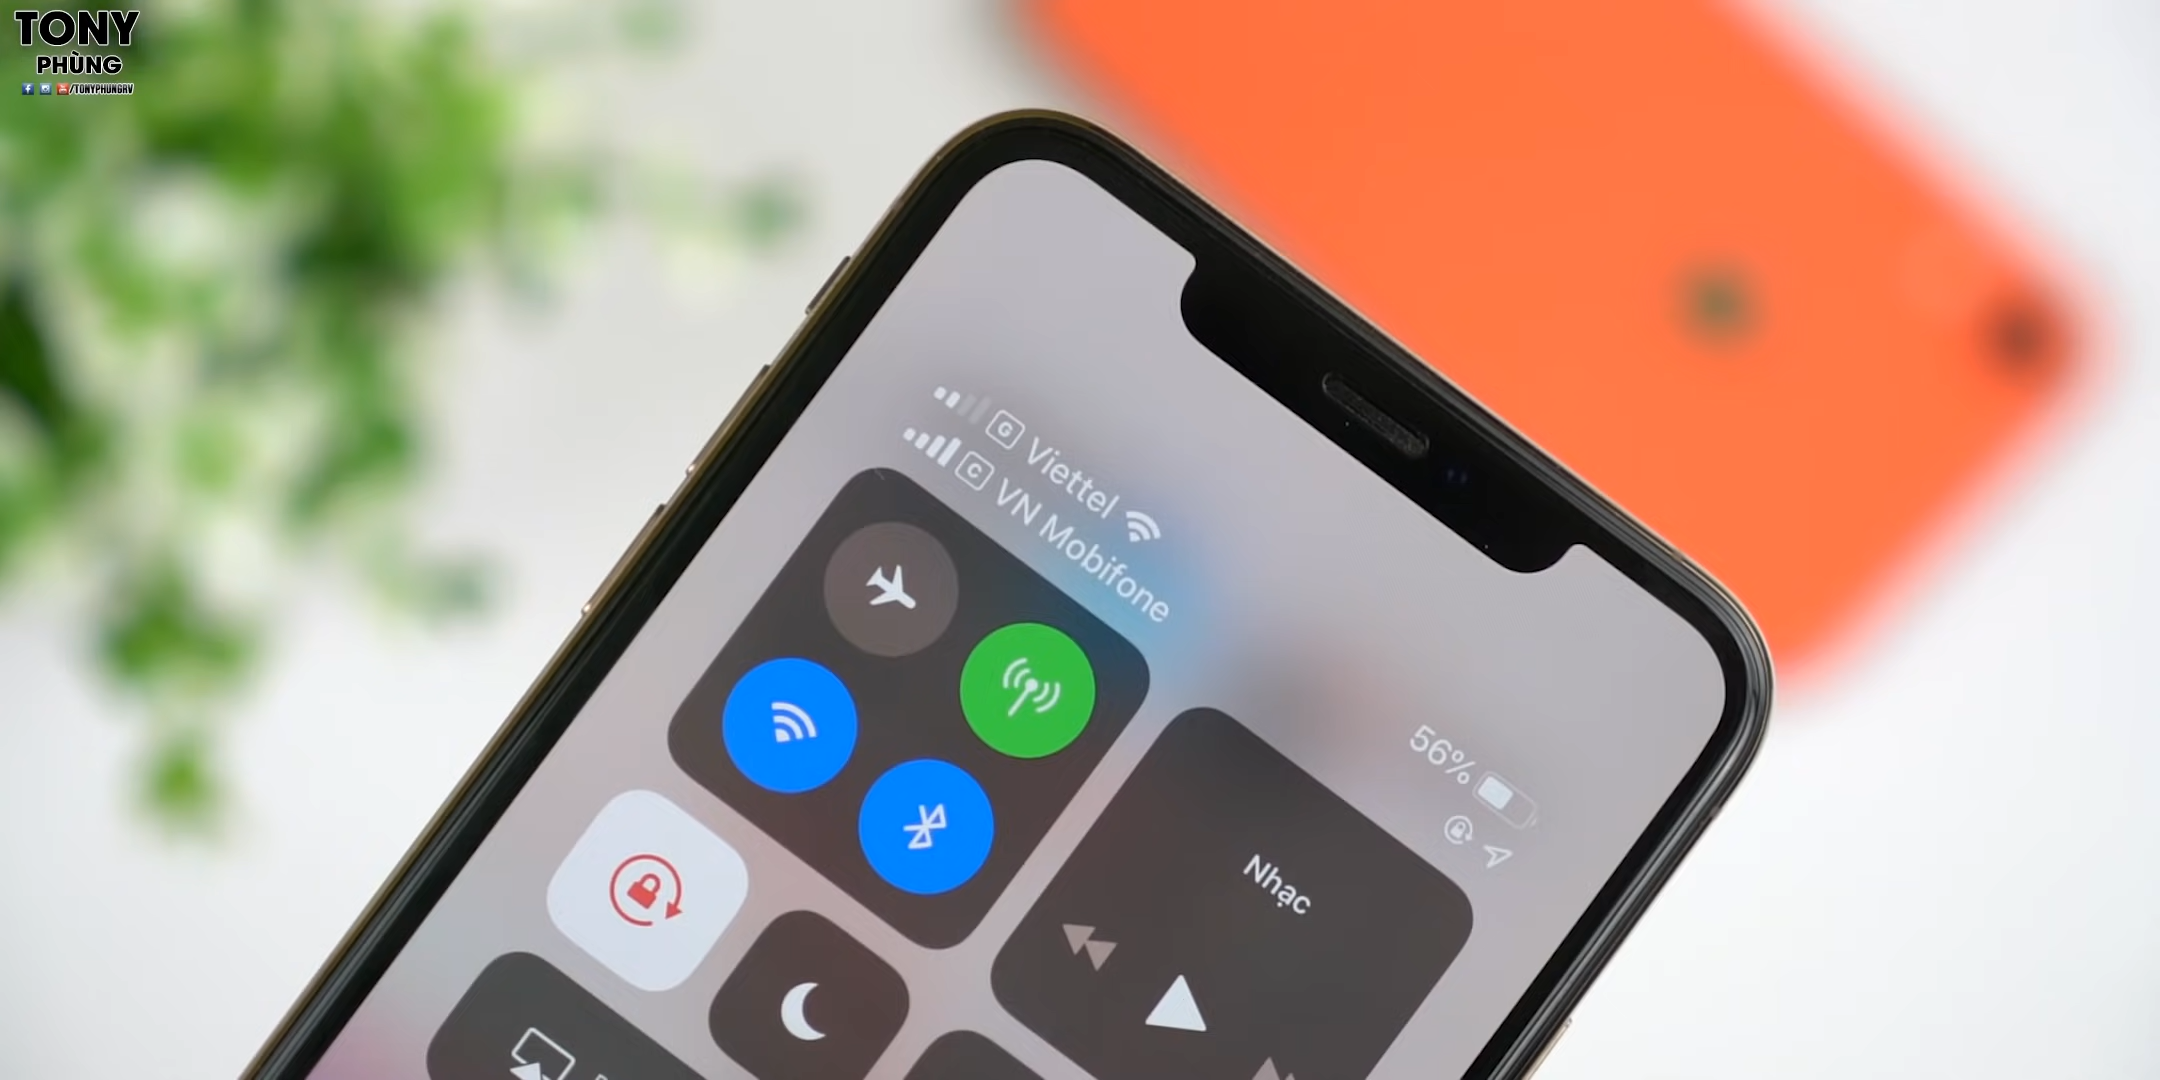 TONY
PHÙNG
/TONYPHUNGRV
G Viettel
C VN Mobifone
56%
Nhạc